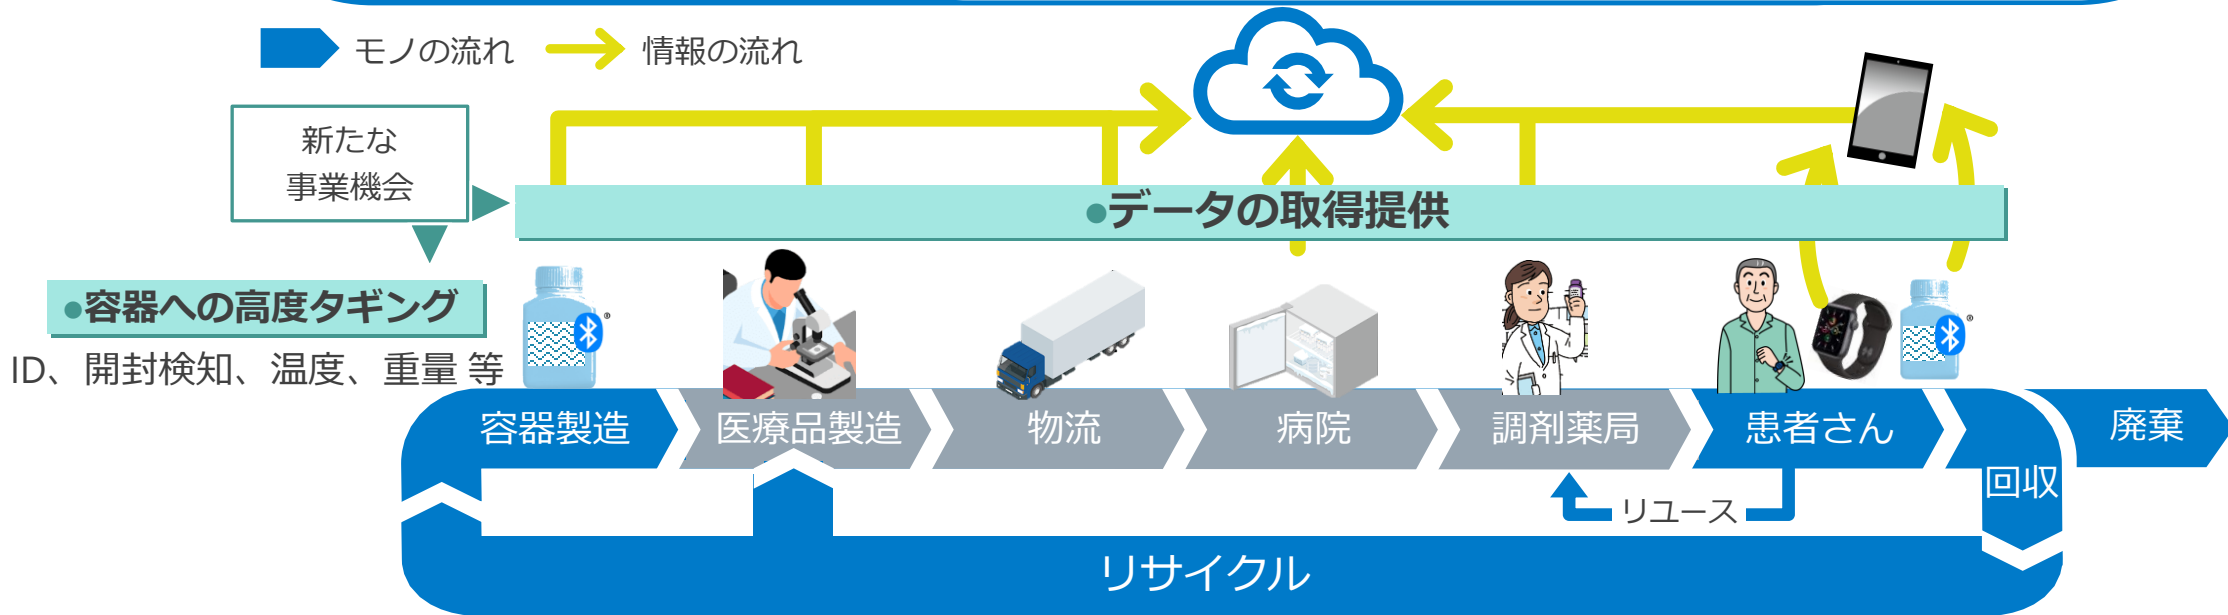 モノの流れ
情報の流れ
新たな
事業機会
●データの取得提供
●容器への高度タギング
ID、開封検知、温度、重量 等
容器製造
医療品製造
物流
病院
調剤薬局
患者さん
廃棄
回収
リユース
リサイクル